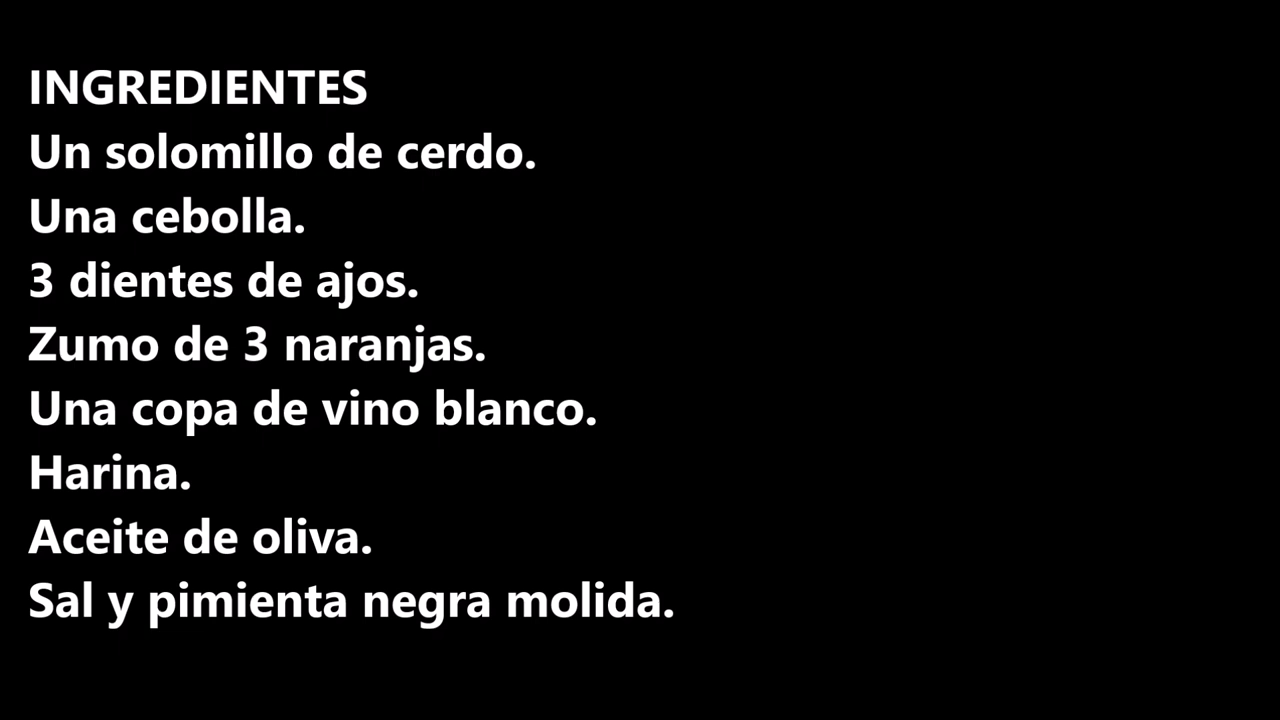 INGREDIENTES
Un solomillo de cerdo.
Una cebolla.
3 dientes de ajos.
Zumo de 3 naranjas.
Una copa de vino blanco.
Harina.
Aceite de oliva.
Sal y pimienta negra molida.